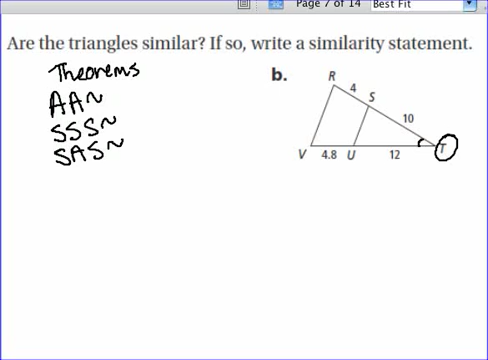 Page 7 of 14 Best Fit
Are the triangles similar? If so, write a similarity statement.
Theorems
AA~
SSS~
SAS~
b.
R
4
S
10
T
V 4.8 U 12